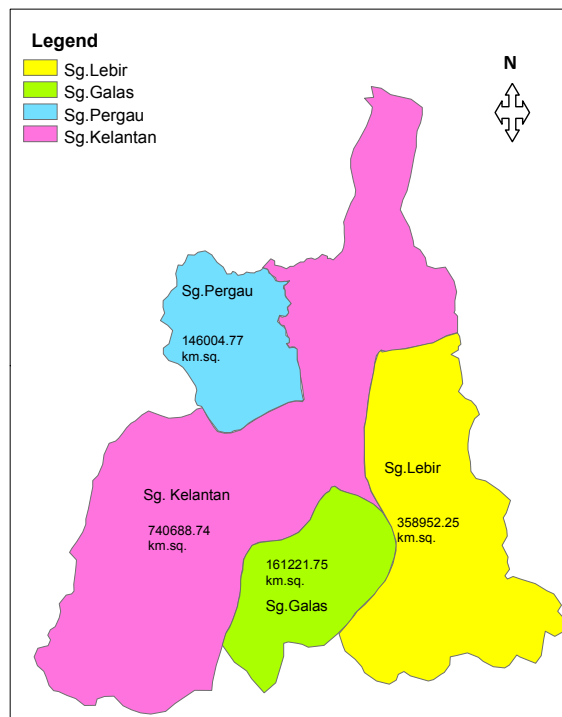 Legend
Sg.Lebir
Sg.Galas
Sg.Pergau
Sg.Kelantan
N
Sg.Pergau
146004.77
km.sq.
Sg.Lebir
358952.25
km.sq.
Sg. Kelantan
740688.74
km.sq.
161221.75
km.sq.
Sg.Galas